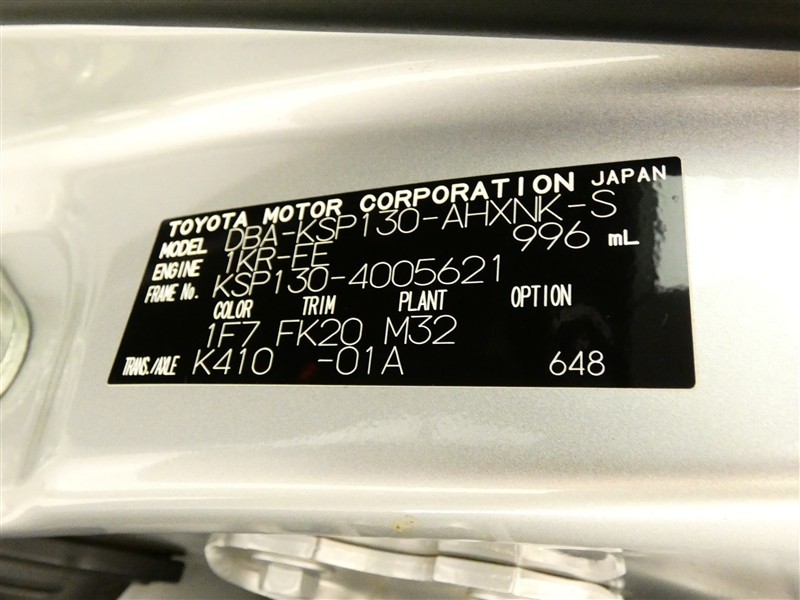 TOYOTA MOTOR CORPORATION JAPAN
MODEL DBA-KSP130-AHXNK-S
ENGINE 1KR-FE 996 mL
FRAME No. KSP130-4005621
COLOR TRIM PLANT OPTION
1F7 FK20 M32
TRANS./AXLE K410 -01A 648